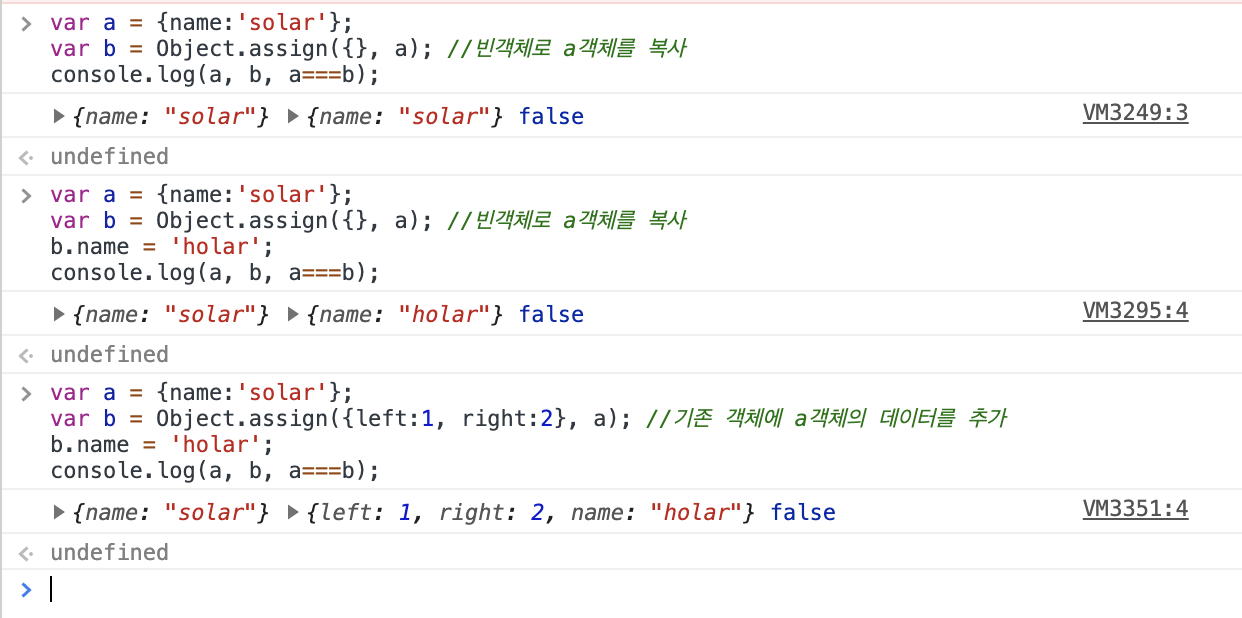 var a = {name:'solar'};
var b = Object.assign({}, a); //빈객체로 a객체를 복사
console.log(a, b, a===b);
{name: "solar"} {name: "solar"} false VM3249:3
undefined
var a = {name:'solar'};
var b = Object.assign({}, a); //빈객체로 a객체를 복사
b.name = 'holar';
console.log(a, b, a===b);
{name: "solar"} {name: "holar"} false VM3295:4
undefined
var a = {name:'solar'};
var b = Object.assign({left:1, right:2}, a); //기존 객체에 a객체의 데이터를 추가
b.name = 'holar';
console.log(a, b, a===b);
{name: "solar"} {left: 1, right: 2, name: "holar"} false VM3351:4
undefined